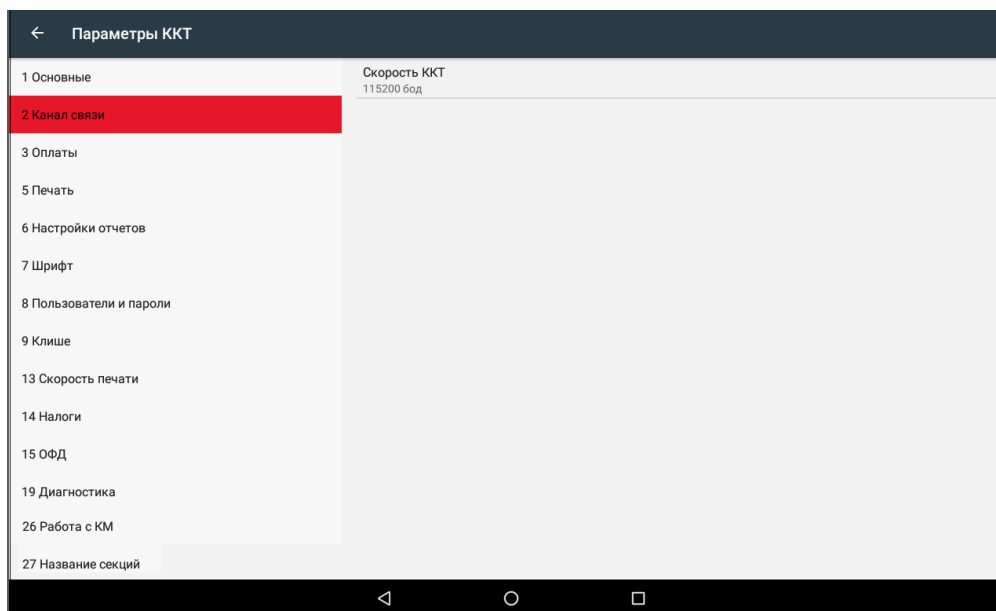 Параметры ККТ
1 Основные
2 Канал связи
3 Оплаты
5 Печать
6 Настройки отчетов
7 Шрифт
8 Пользователи и пароли
9 Клише
13 Скорость печати
14 Налоги
15 ОФД
19 Диагностика
26 Работа с КМ
27 Название секций
Скорость ККТ
115200 бод